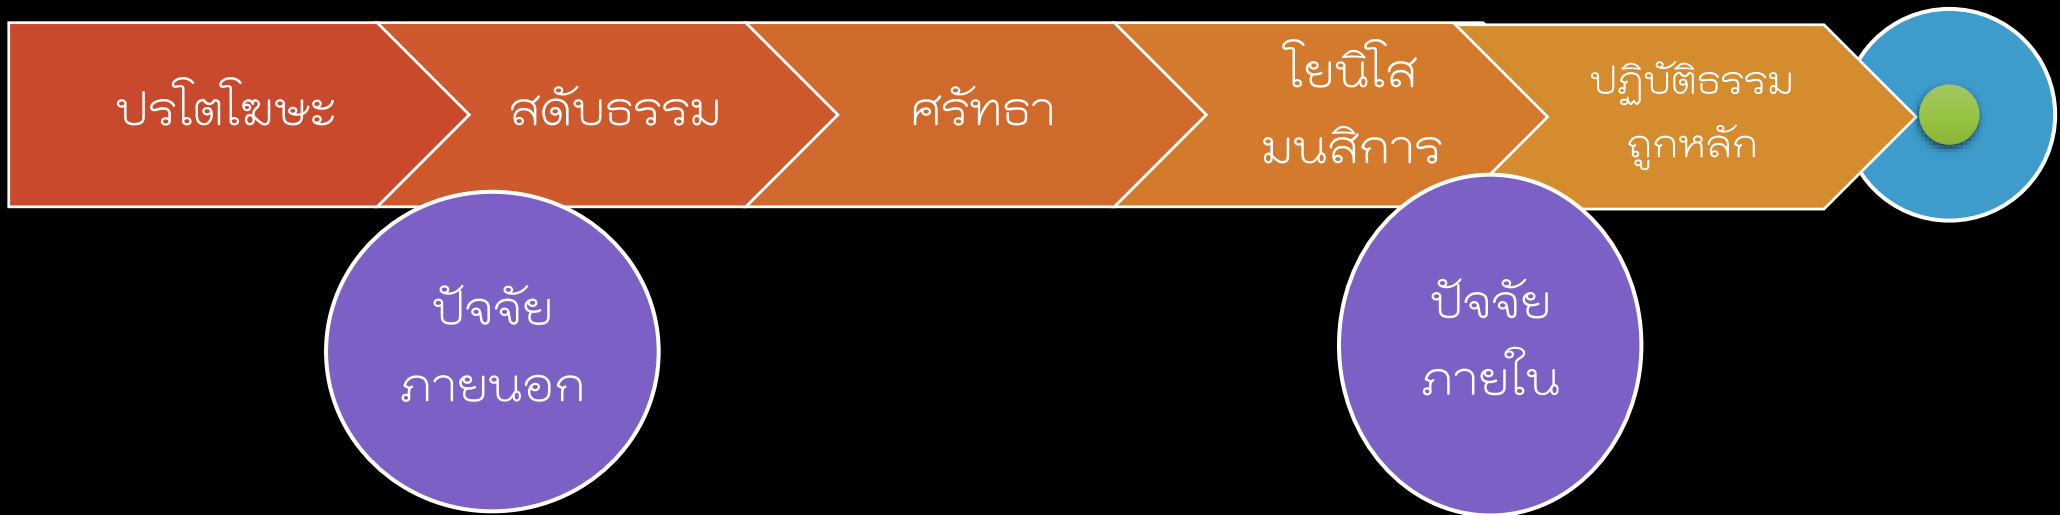 ปรโตโฆษะ
สดับธรรม
ศรัทธา
โยนิโส
มนสิการ
ปฏิบัติธรรม
ถูกหลัก
ปัจจัย
ภายนอก
ปัจจัย
ภายใน